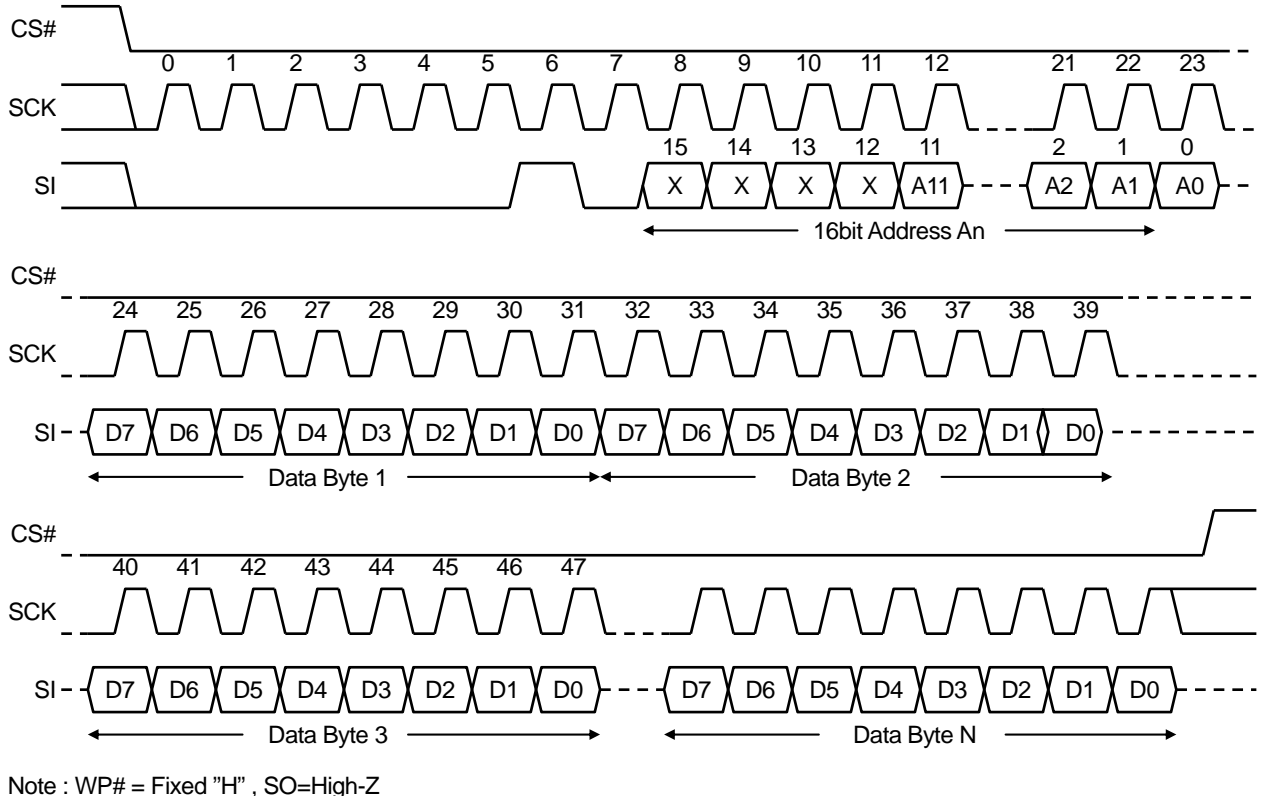 CS#
0 1 2 3 4 5 6 7 8 9 10 11 12 21 22 23
SCK
15 14 13 12 11 2 1 0
SI X X X X A11 A2 A1 A0
16bit Address An
CS#
24 25 26 27 28 29 30 31 32 33 34 35 36 37 38 39
SCK
SI D7 D6 D5 D4 D3 D2 D1 D0 D7 D6 D5 D4 D3 D2 D1 D0
Data Byte 1 Data Byte 2
CS#
40 41 42 43 44 45 46 47
SCK
SI D7 D6 D5 D4 D3 D2 D1 D0 D7 D6 D5 D4 D3 D2 D1 D0
Data Byte 3 Data Byte N
Note : WP# = Fixed ”H” , SO=High-Z